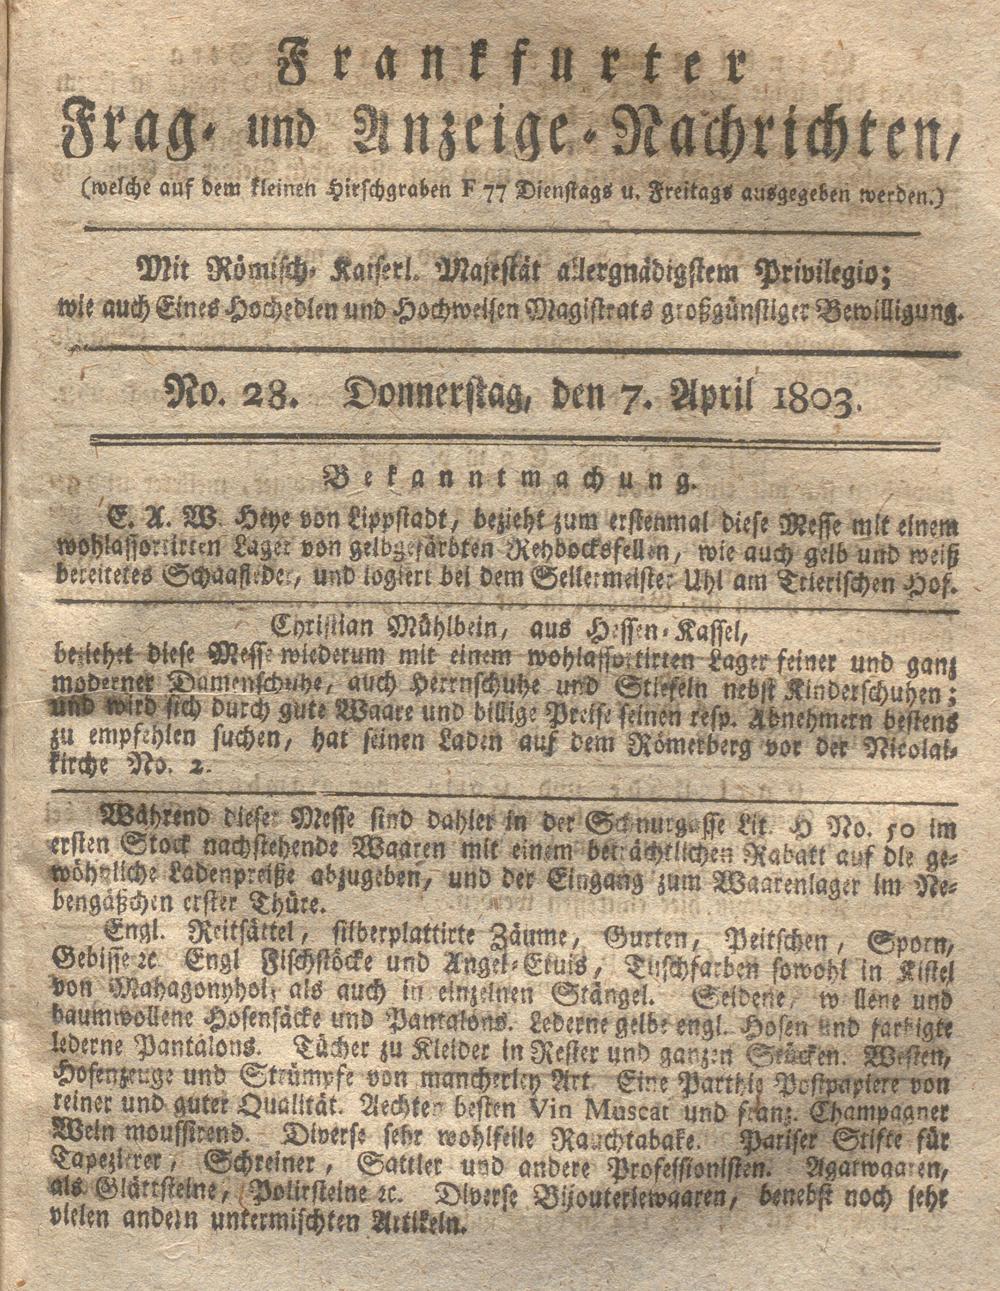 Frankfurter
Frag- und Anzeige-Nachrichten,
(welche auf dem kleinen Hirschgraben F 77 Dienstags u. Freitags ausgegeben werden.)
Mit Römisch- Kaiserl. Majestät allergnädigstem Privilegio;
wie auch Eines Hochedlen und Hochweisen Magistrats großgünstiger Bewilligung.
No. 28. Donnerstag, den 7. April 1803.
Bekanntmachung.
E. A. W. Heye von Lippstadt, bezieht zum erstenmal diese Messe mit einem
wohlassortirten Lager von gelbgefärbten Rehbocksfellen, wie auch gelb und weiß
bereitetes Schaafleder, und logiert bei dem Seilermeister Uhl am Trierischen Hof.
Christian Mühlbein, aus Hessen-Kassel,
beziehet diese Messe wiederum mit einem wohlassortirten Lager feiner und ganz
moderner Damenschuhe, auch Herrnschuhe und Stiefeln nebst Kinderschuhen;
und wird sich durch gute Waare und billige Preise seinen resp. Abnehmern bestens
zu empfehlen suchen, hat seinen Laden auf dem Römerberg vor der Nicolai-
kirche No. 2.
Während dieser Messe sind dahier in der Schnurgasse Lit. H No. 50 im
ersten Stock nachstehende Waaren mit einem beträchtlichen Rabatt auf die ge-
wöhnliche Ladenpreiße abzugeben, und der Eingang zum Waarenlager im Ne-
bengäßchen erster Thüre.
Engl. Reitsättel, silberplattirte Zäume, Gurten, Peitschen, Sporn,
Gebisse ꝛc. Engl Fischstöcke und Angel-Etuis, Tuschfarben sowohl in Kistel
von Mahagonyholz als auch in einzelnen Stängel. Seidene, wollene und
baumwollene Hosensäcke und Pantalons. Lederne gelbe engl. Hosen und farbigte
lederne Pantalons. Tücher zu Kleider in Rester und ganzen Stücken. Westen,
Hosenzeuge und Strümpfe von mancherley Art. Eine Parthie Postpapiere von
reiner und guter Qualität. Aechten besten Vin Muscat und franz. Champagner
Wein moussirend. Diverse sehr wohlfeile Rauchtabake. Pariser Stifte für
Tapezierer, Schreiner, Sattler und andere Professionisten. Agatwaaren,
als Glättsteine, Polirsteine ꝛc. Diverse Bijouteriewaaren, benebst noch sehr
vielen andern untermischten Artikeln.